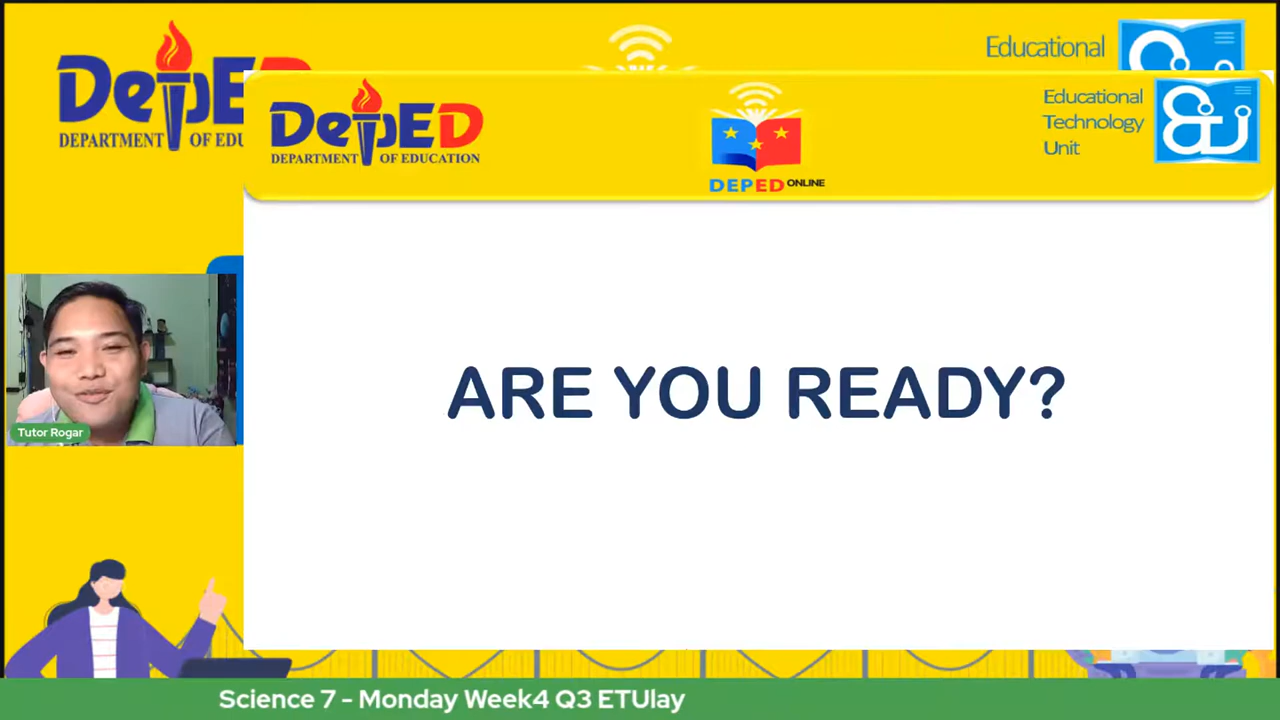 DepED
DEPARTMENT OF EDU
Educational
DepED
DEPARTMENT OF EDUCATION
DEPED ONLINE
Educational
Technology
Unit
ARE YOU READY?
Tutor Rogar
Science 7 - Monday Week4 Q3 ETUlay